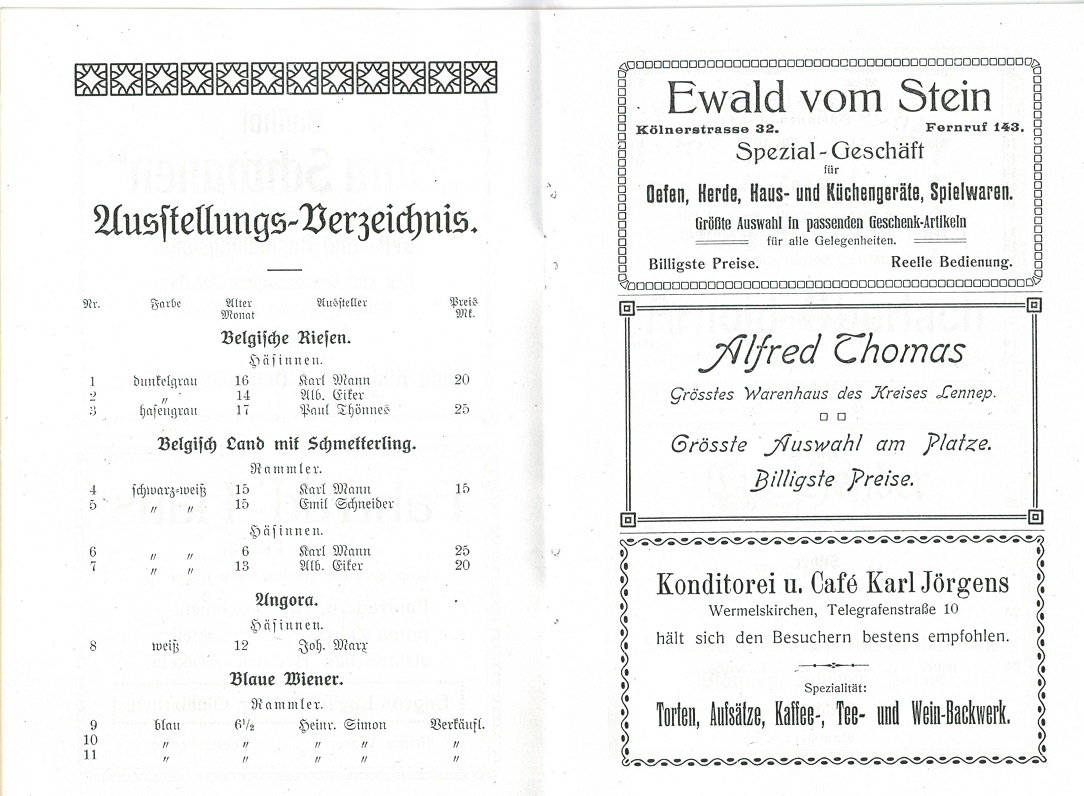 Ausstellungs-Verzeichnis.
Nr. Farbe Alter Monat Aussteller Preis Mk.
Belgische Riesen.
Häsinnen.
1 dunkelgrau 16 Karl Mann 20
2 " 14 Alb. Eiker
3 hasengrau 17 Paul Thönnes 25
Belgisch Land mit Schmetterling.
Rammler.
4 schwarz-weiß 15 Karl Mann 15
5 " " 15 Emil Schneider
Häsinnen.
6 " " 6 Karl Mann 25
7 " " 13 Alb. Eiker 20
Angora.
Häsinnen.
8 weiß 12 Joh. Marx
Blaue Wiener.
Rammler.
9 blau 6½ Heinr. Simon Verkäufl.
10 " " " " "
11 " " " " "
Ewald vom Stein
Kölnerstrasse 32. Fernruf 143.
Spezial-Geschäft
für
Oefen, Herde, Haus- und Küchengeräte, Spielwaren.
Größte Auswahl in passenden Geschenk-Artikeln
für alle Gelegenheiten.
Billigste Preise. Reelle Bedienung.
Alfred Thomas
Grösstes Warenhaus des Kreises Lennep.
Grösste Auswahl am Platze.
Billigste Preise.
Konditorei u. Café Karl Jörgens
Wermelskirchen, Telegrafenstraße 10
hält sich den Besuchern bestens empfohlen.
Spezialität:
Torten, Aufsätze, Kaffee-, Tee- und Wein-Backwerk.